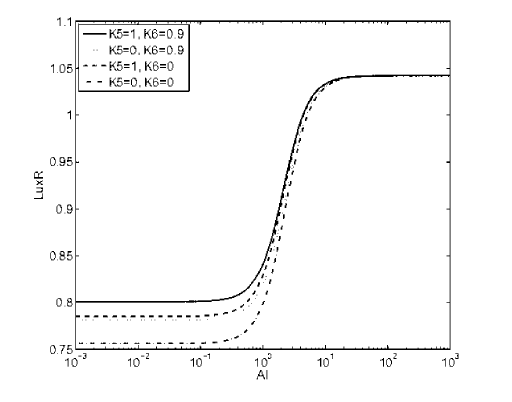 1.1
K5=1, K6=0.9
K5=0, K6=0.9
K5=1, K6=0
K5=0, K6=0
1.05
1
0.95
LuxR
0.9
0.85
0.8
0.75
10^-3 10^-2 10^-1 10^0 10^1 10^2 10^3
AI